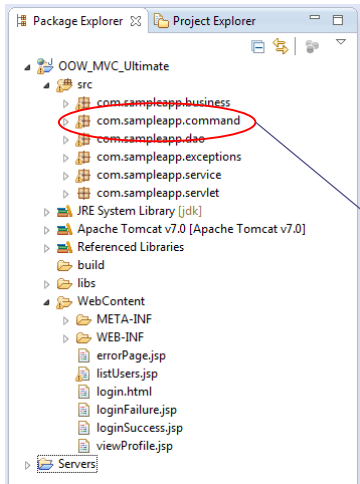 Package Explorer
Project Explorer
OOW_MVC_Ultimate
src
com.sampleapp.business
com.sampleapp.command
com.sampleapp.dao
com.sampleapp.exceptions
com.sampleapp.service
com.sampleapp.servlet
JRE System Library [jdk]
Apache Tomcat v7.0 [Apache Tomcat v7.0]
Referenced Libraries
build
libs
WebContent
META-INF
WEB-INF
errorPage.jsp
listUsers.jsp
login.html
loginFailure.jsp
loginSuccess.jsp
viewProfile.jsp
Servers